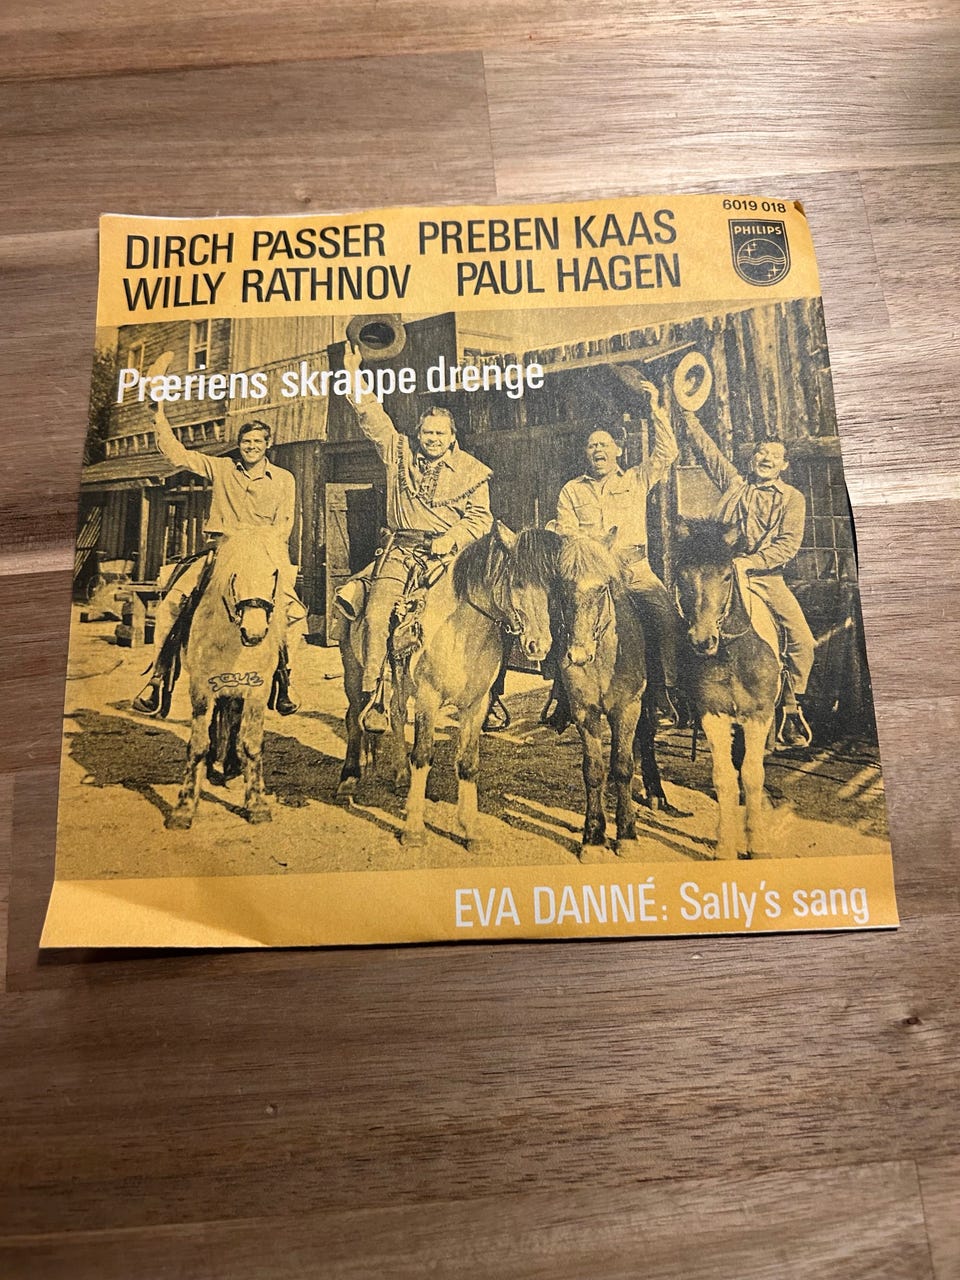 6019 018
PHILIPS
DIRCH PASSER PREBEN KAAS
WILLY RATHNOV PAUL HAGEN
Præriens skrappe drenge
EVA DANNÉ: Sally's sang